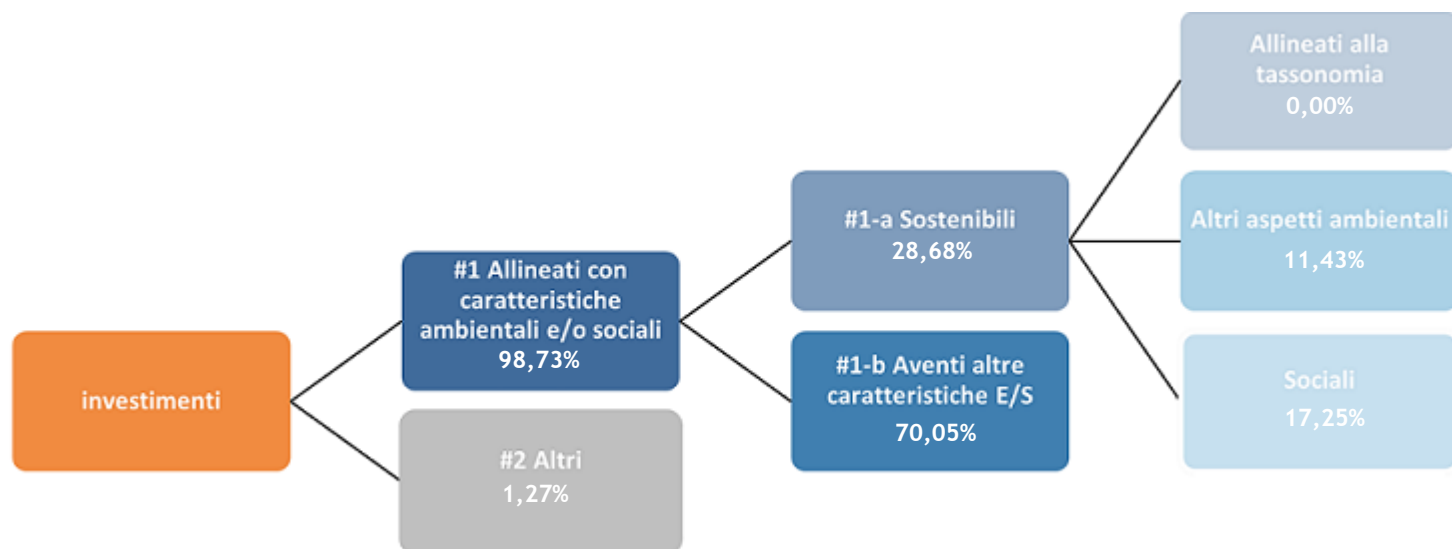 investimenti
#1 Allineati con
caratteristiche
ambientali e/o sociali
98,73%
#2 Altri
1,27%
#1-a Sostenibili
28,68%
#1-b Aventi altre
caratteristiche E/S
70,05%
Allineati alla
tassonomia
0,00%
Altri aspetti ambientali
11,43%
Sociali
17,25%